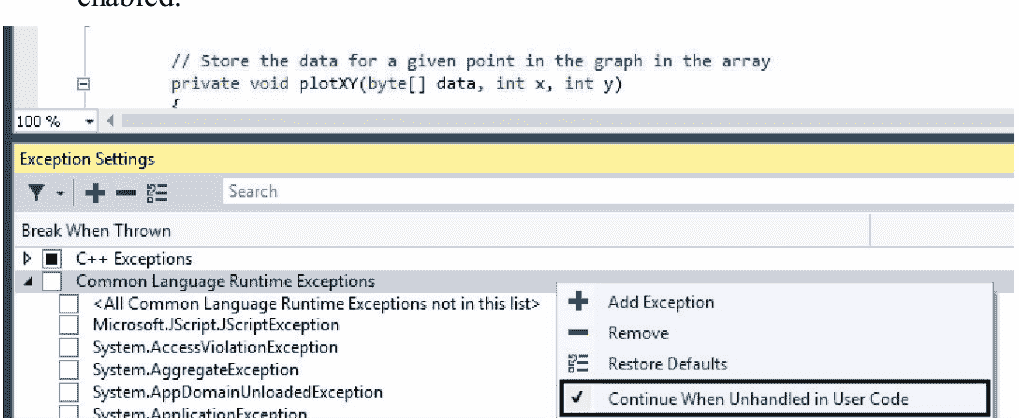 enabled.
// Store the data for a given point in the graph in the array
private void plotXY(byte[] data, int x, int y)
{
100 %
Exception Settings
Search
Break When Thrown
C++ Exceptions
Common Language Runtime Exceptions
<All Common Language Runtime Exceptions not in this list>
Microsoft.JScript.JScriptException
System.AccessViolationException
System.AggregateException
System.AppDomainUnloadedException
System.ApplicationException
Add Exception
Remove
Restore Defaults
Continue When Unhandled in User Code